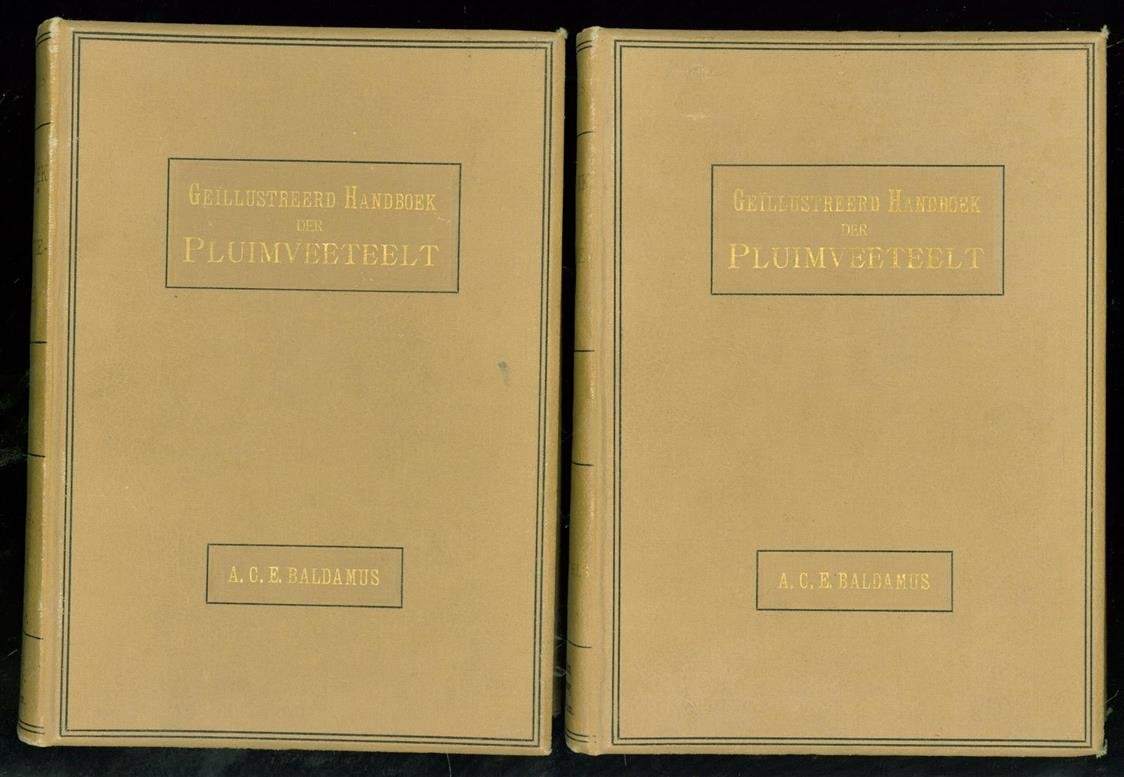 GEÏLLUSTREERD HANDBOEK
DER
PLUIMVEETEELT
A. C. E. BALDAMUS
GEÏLLUSTREERD HANDBOEK
DER
PLUIMVEETEELT
A. C. E. BALDAMUS